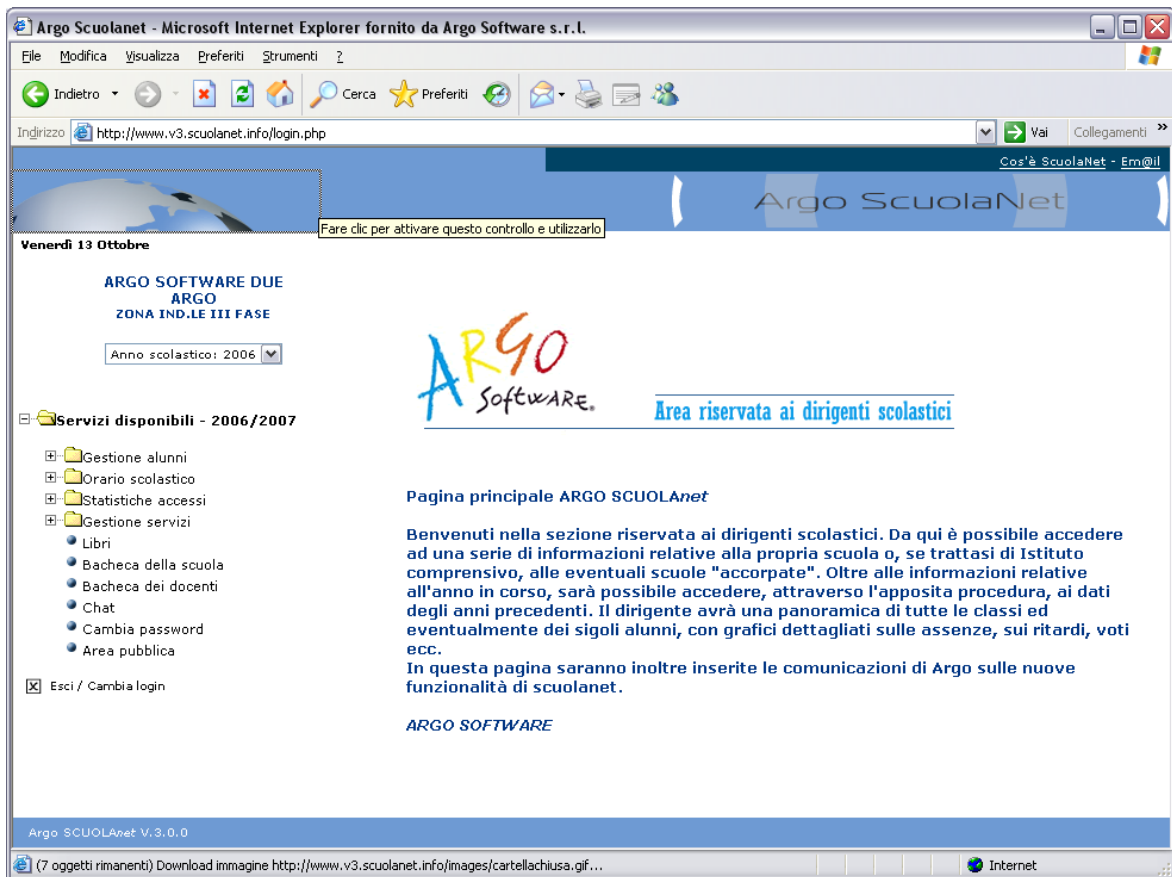 Argo Scuolanet - Microsoft Internet Explorer fornito da Argo Software s.r.l.
File Modifica Visualizza Preferiti Strumenti ?
Indietro Cerca Preferiti
Indirizzo http://www.v3.scuolanet.info/login.php Vai Collegamenti »
Cos'è ScuolaNet - Em@il
Argo ScuolaNet
Fare clic per attivare questo controllo e utilizzarlo
Venerdì 13 Ottobre
ARGO SOFTWARE DUE
ARGO
ZONA IND.LE III FASE
Anno scolastico: 2006
Servizi disponibili - 2006/2007
Gestione alunni
Orario scolastico
Statistiche accessi
Gestione servizi
Libri
Bacheca della scuola
Bacheca dei docenti
Chat
Cambia password
Area pubblica
Esci / Cambia login
ARGO
SOFTWARE.
Area riservata ai dirigenti scolastici
Pagina principale ARGO SCUOLAnet
Benvenuti nella sezione riservata ai dirigenti scolastici. Da qui è possibile accedere
ad una serie di informazioni relative alla propria scuola o, se trattasi di Istituto
comprensivo, alle eventuali scuole "accorpate". Oltre alle informazioni relative
all'anno in corso, sarà possibile accedere, attraverso l'apposita procedura, ai dati
degli anni precedenti. Il dirigente avrà una panoramica di tutte le classi ed
eventualmente dei sigoli alunni, con grafici dettagliati sulle assenze, sui ritardi, voti
ecc.
In questa pagina saranno inoltre inserite le comunicazioni di Argo sulle nuove
funzionalità di scuolanet.
ARGO SOFTWARE
Argo SCUOLAnet V.3.0.0
(7 oggetti rimanenti) Download immagine http://www.v3.scuolanet.info/images/cartellachiusa.gif... Internet